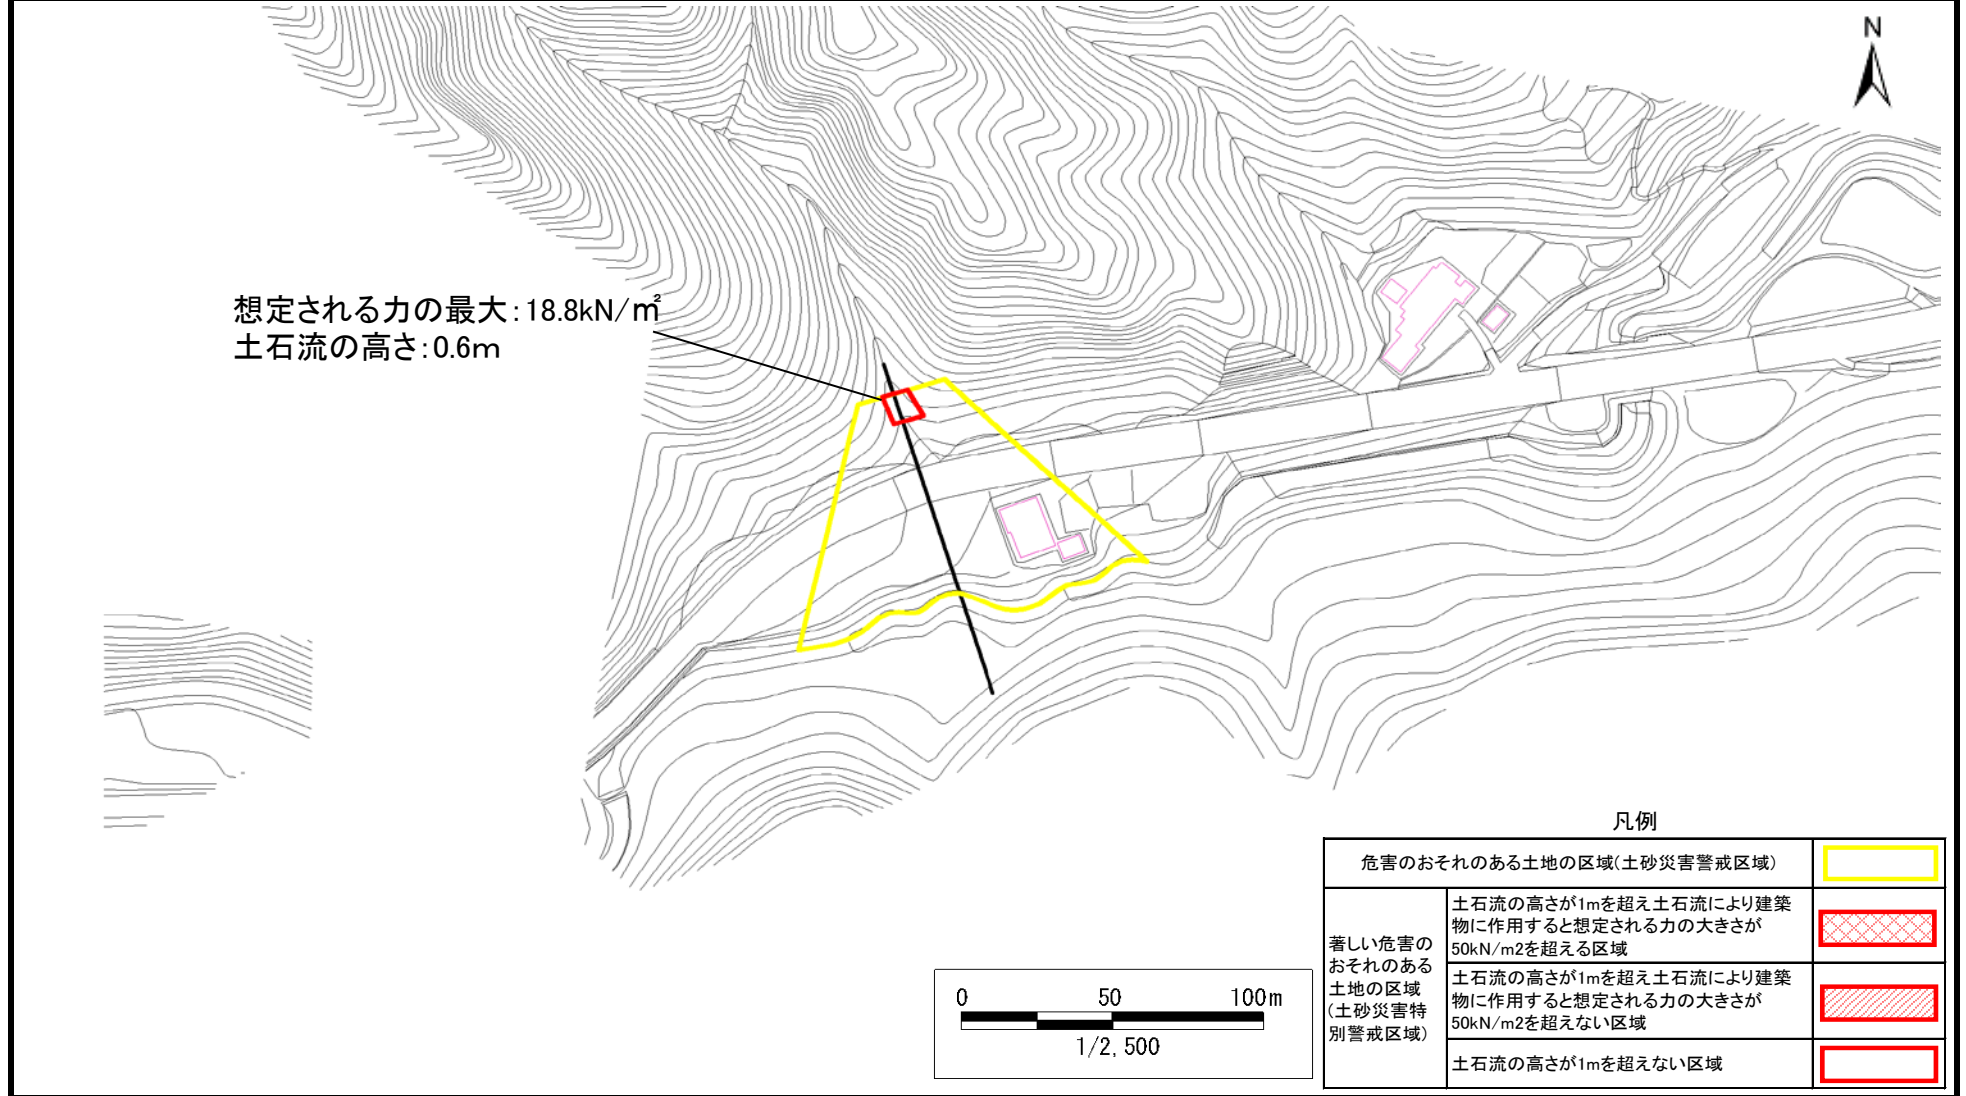 N
想定される力の最大:18.8kN/㎡
土石流の高さ:0.6m
凡例
危害のおそれのある土地の区域(土砂災害警戒区域)
著しい危害の
おそれのある
土地の区域
(土砂災害特
別警戒区域)
土石流の高さが1mを超え土石流により建築
物に作用すると想定される力の大きさが
50kN/m2を超える区域
土石流の高さが1mを超え土石流により建築
物に作用すると想定される力の大きさが
50kN/m2を超えない区域
土石流の高さが1mを超えない区域
0 50 100m
1/2,500